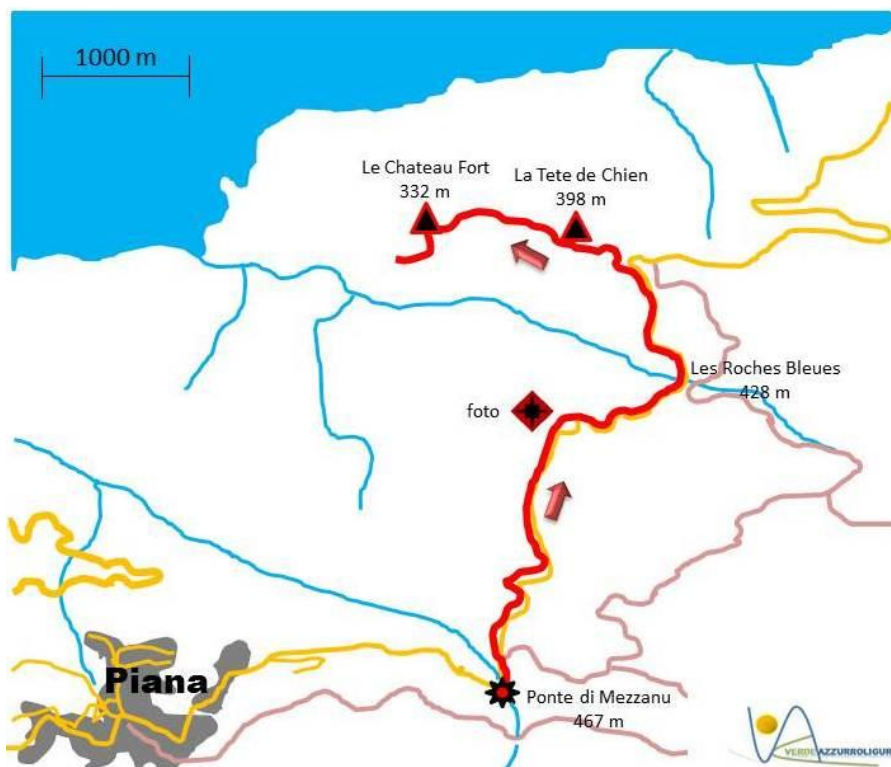 1000 m
Le Chateau Fort
332 m
La Tete de Chien
398 m
Les Roches Bleues
428 m
foto
Piana
Ponte di Mezzanu
467 m
VERDEAZZURROLIGUR